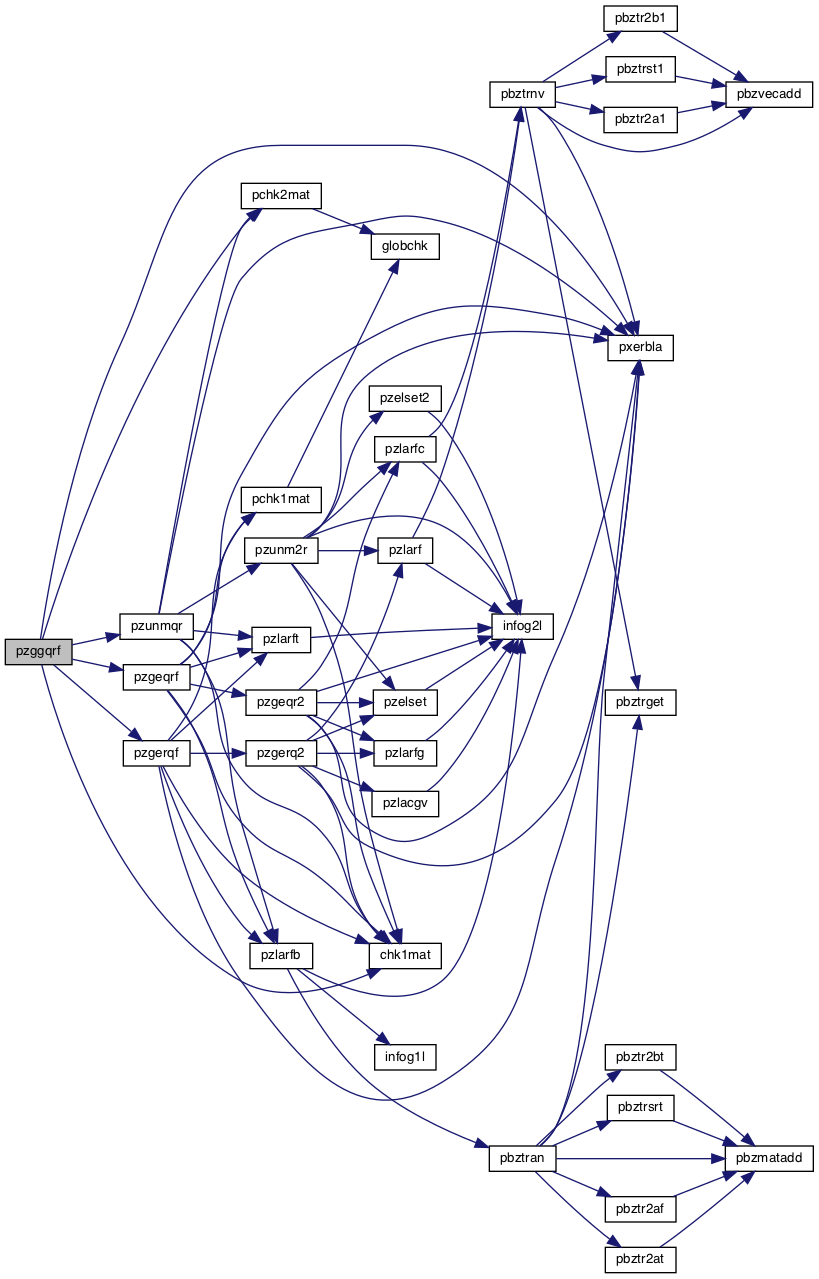 pbztr2b1
pbztrst1
pbztrnv
pbzvecadd
pbztr2a1
pchk2mat
globchk
pxerbla
pzelset2
pzlarfc
pchk1mat
pzunm2r
pzlarf
pzunmqr
infog2l
pzlarft
pzggqrf
pzgeqrf
pzgeqr2
pzelset
pbztrget
pzgerqf
pzgerq2
pzlarfg
pzlacgv
pzlarfb
chk1mat
infog1l
pbztr2bt
pbztrsrt
pbztran
pbzmatadd
pbztr2af
pbztr2at